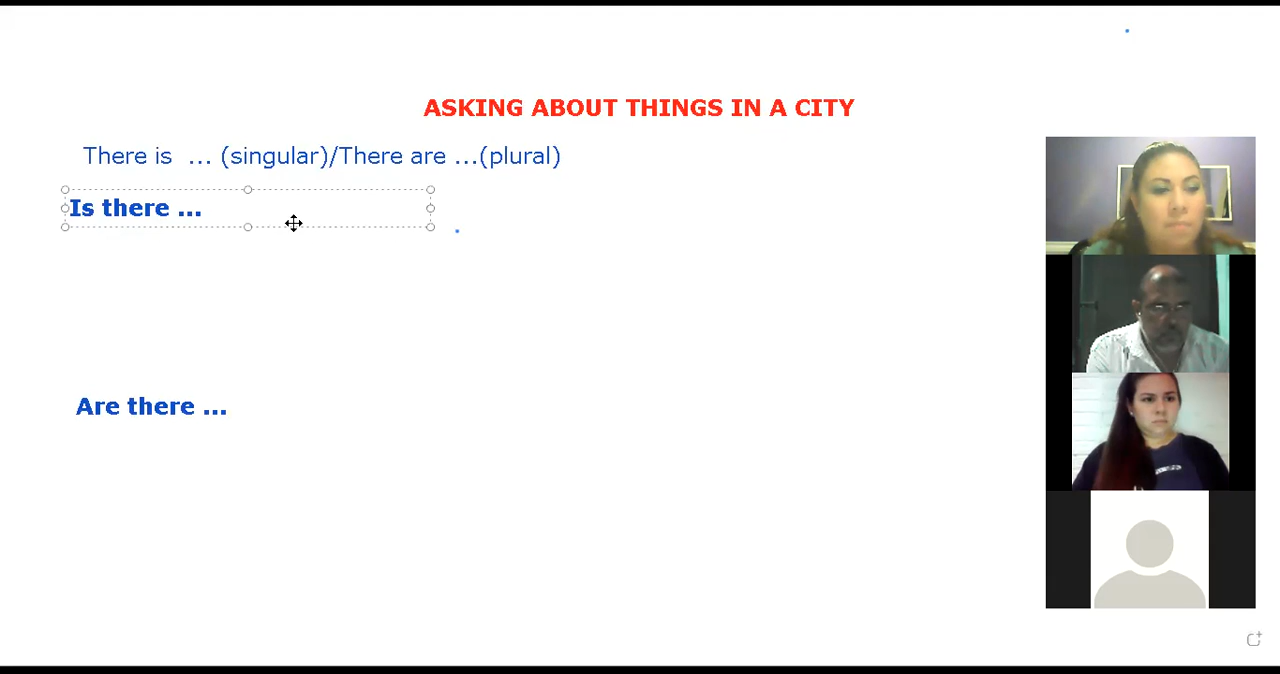 ASKING ABOUT THINGS IN A CITY
There is ... (singular)/There are ...(plural)
Is there ...
Are there ...